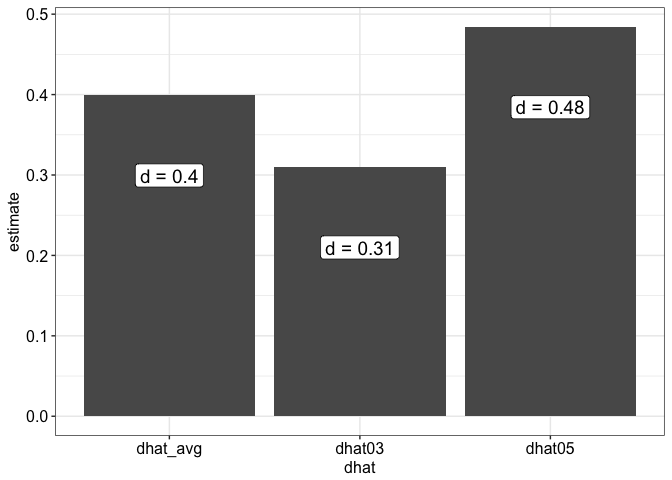 estimate
0.5
0.4
0.3
0.2
0.1
0.0
d = 0.4
d = 0.31
d = 0.48
dhat_avg
dhat03
dhat05
dhat